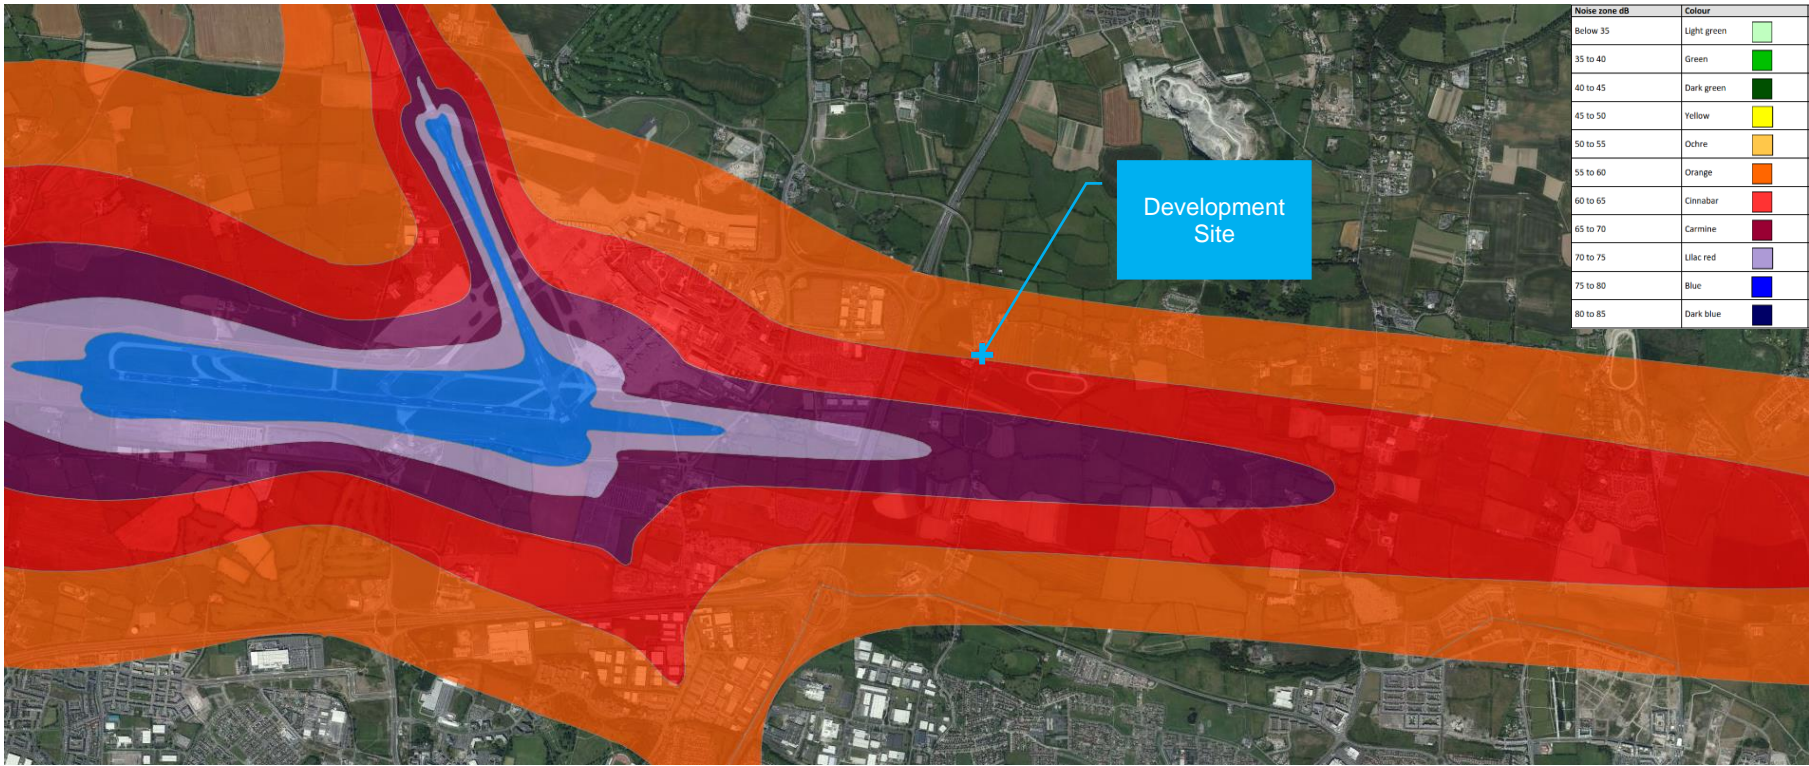 Development
Site
Noise zone dB Colour
Below 35 Light green
35 to 40 Green
40 to 45 Dark green
45 to 50 Yellow
50 to 55 Ochre
55 to 60 Orange
60 to 65 Cinnabar
65 to 70 Carmine
70 to 75 Lilac red
75 to 80 Blue
80 to 85 Dark blue